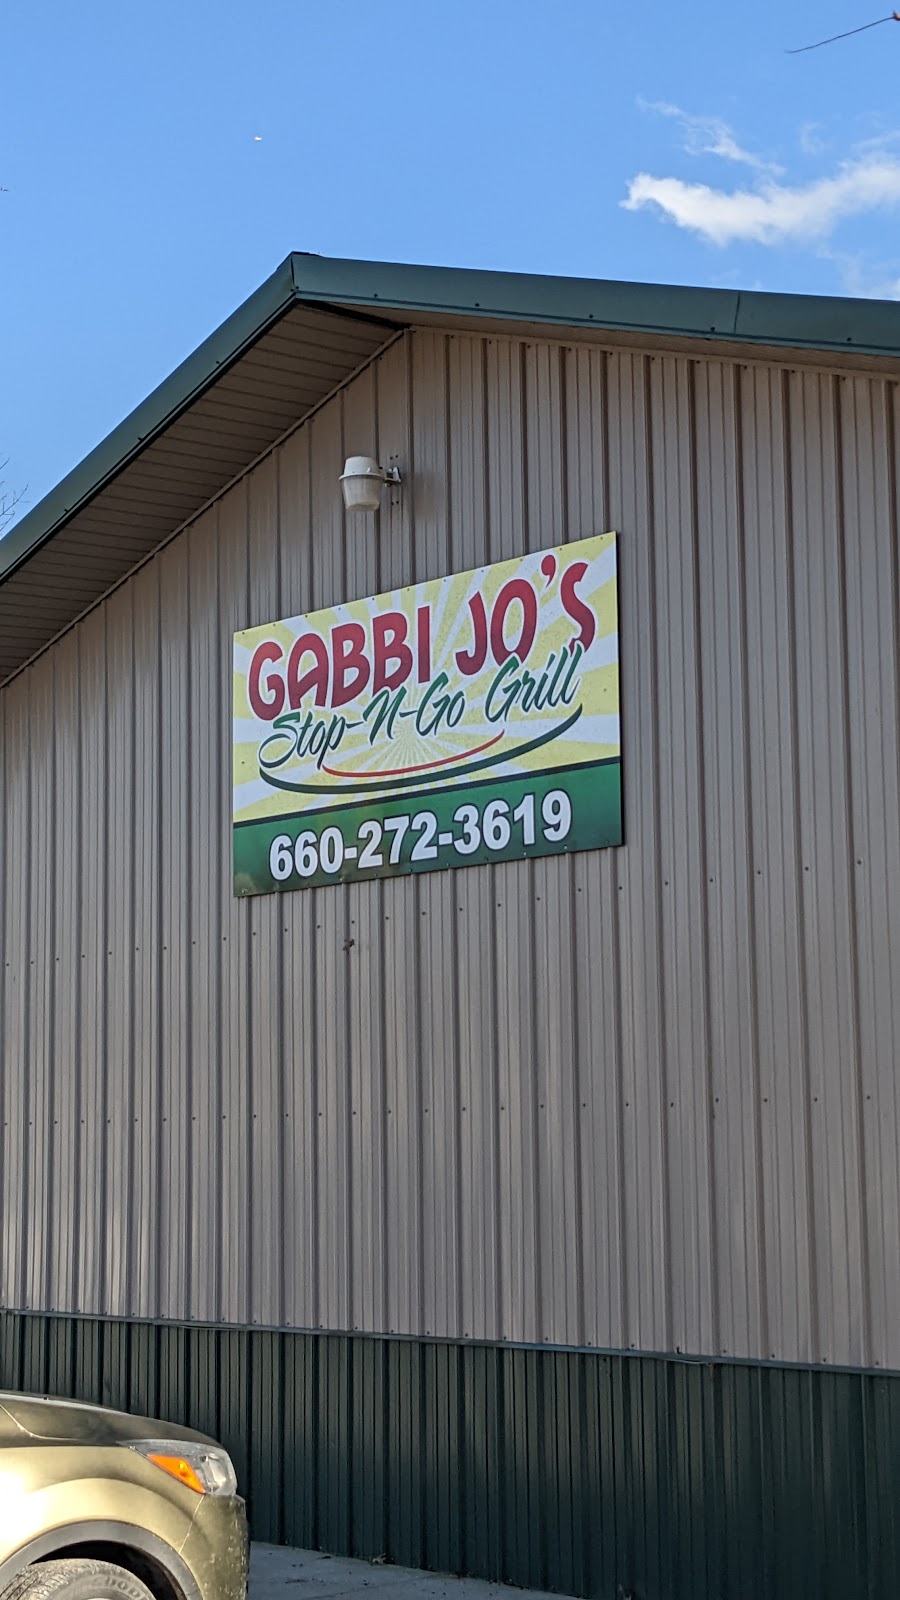 GABBI JO'S
Stop-N-Go Grill
660-272-3619